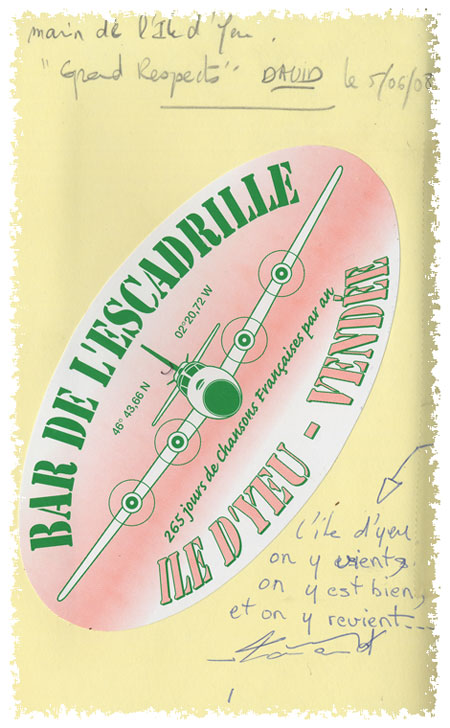 main de l'Ile d'Yeu.
"Grand Respects" DAVID le 5/06/08
BAR DE L'ESCADRILLE
02°20,72 W
46°43,66 N
265 jours de Chansons Françaises par an
ILE D'YEU - VENDÉE
l'île d'yeu,
on y vient,
on y est bien,
et on y revient...
1